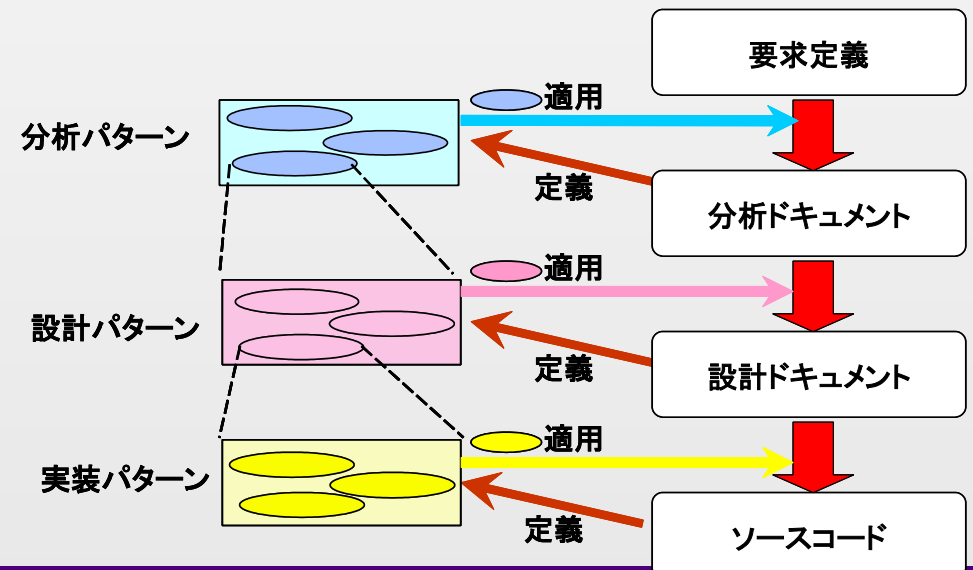 要求定義
適用
分析パターン
定義
分析ドキュメント
適用
設計パターン
定義
設計ドキュメント
適用
実装パターン
定義
ソースコード